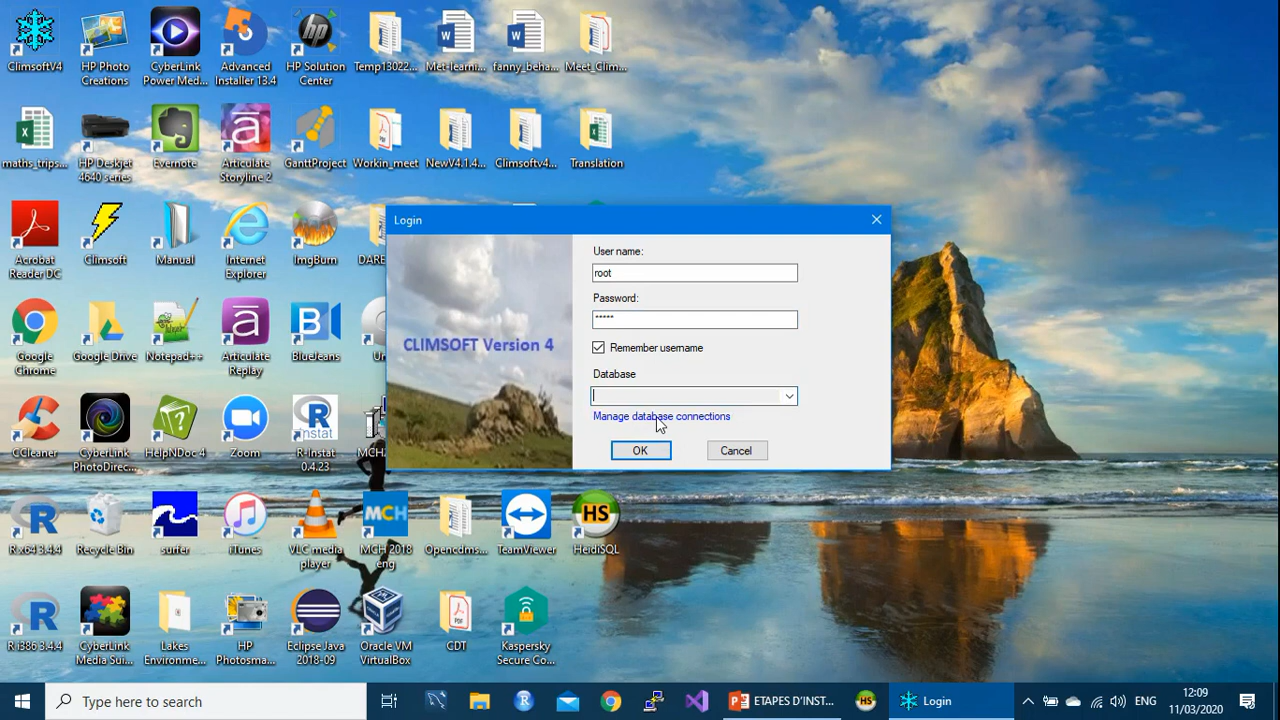 ClimsoftV4
HP Photo Creations
CyberLink Power Med...
Advanced Installer 13.4
HP Solution Center
Temp13022...
Met-learni...
fanny_beha...
Meet_Clim...
maths_trips...
HP Deskjet 4640 series
Evernote
Articulate Storyline 2
GanttProject
Workin_meet
NewV4.1.4...
Climsoftv4...
Translation
Acrobat Reader DC
Climsoft
Manual
Internet Explorer
ImgBurn
Login
User name:
root
Password:
*****
CLIMSOFT Version 4
Remember username
Database
Manage database connections
OK
Cancel
Google Chrome
Google Drive
Notepad++
Articulate Replay
BlueJeans
CCleaner
CyberLink PhotoDirec...
HelpNDoc 4
Zoom
R-Instat 0.4.23
R x64 3.4.4
Recycle Bin
surfer
iTunes
VLC media player
MCH
MCH 2018 eng
Opencdms...
TeamViewer
HS
HeidiSQL
R i386 3.4.4
CyberLink Media Sui...
Lakes Environme...
HP Photosma...
Eclipse Java 2018-09
Oracle VM VirtualBox
GDT
Kaspersky Secure Co...
Type here to search
ETAPES D'INST...
HS
Login
ENG
12:09
11/03/2020